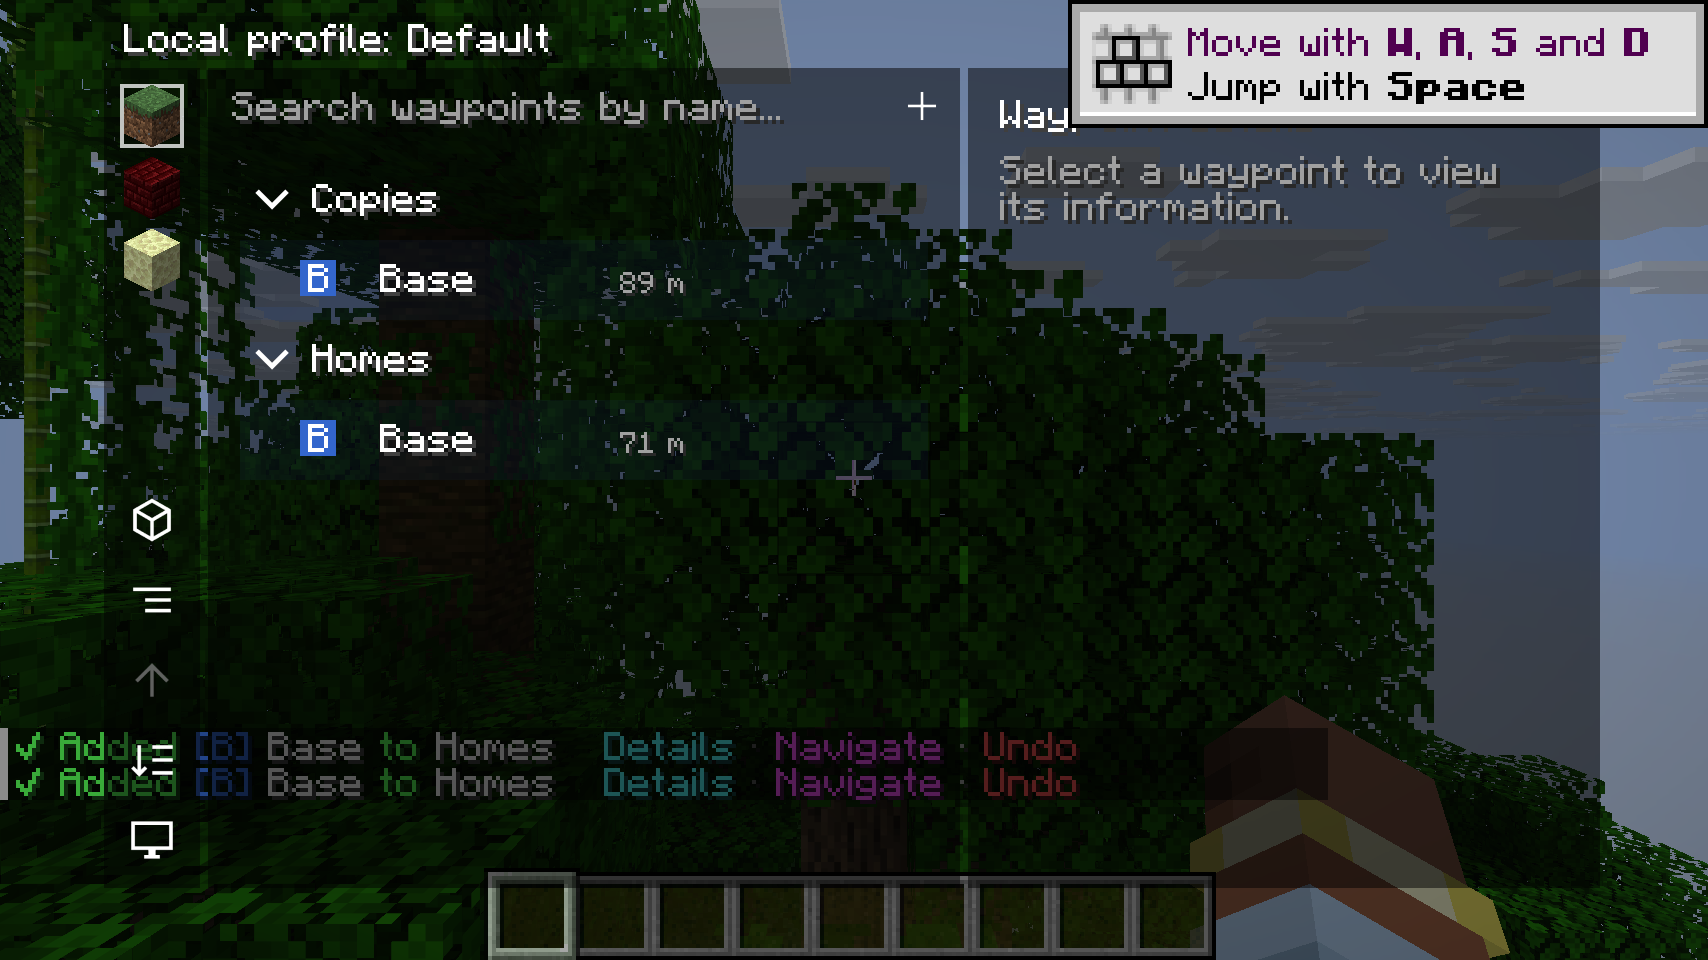 Local profile: Default
Move with W, A, S and D
Jump with Space
Search waypoints by name...
Way
Select a waypoint to view
its information.
Copies
B Base 89 m
Homes
B Base 71 m
✓ Added [B] Base to Homes Details · Navigate · Undo
✓ Added [B] Base to Homes Details · Navigate · Undo